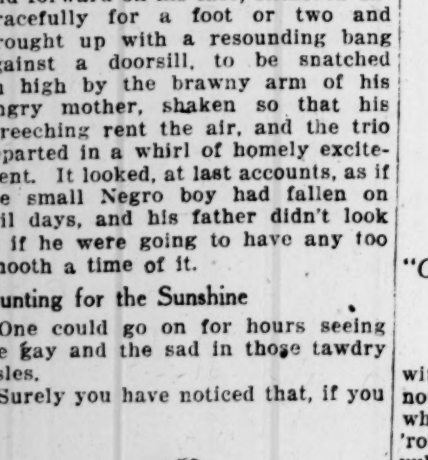 racefully for a foot or two and
rought up with a resounding bang
gainst a doorsill, to be snatched
high by the brawny arm of his
ngry mother, shaken so that his
reeching rent the air, and the trio
parted in a whirl of homely excite-
ent. It looked, at last accounts, as if
e small Negro boy had fallen on
il days, and his father didn't look
if he were going to have any too
mooth a time of it.
unting for the Sunshine
One could go on for hours seeing
e gay and the sad in those tawdry
sles.
Surely you have noticed that, if you
"C
wi
no
wh
'ro